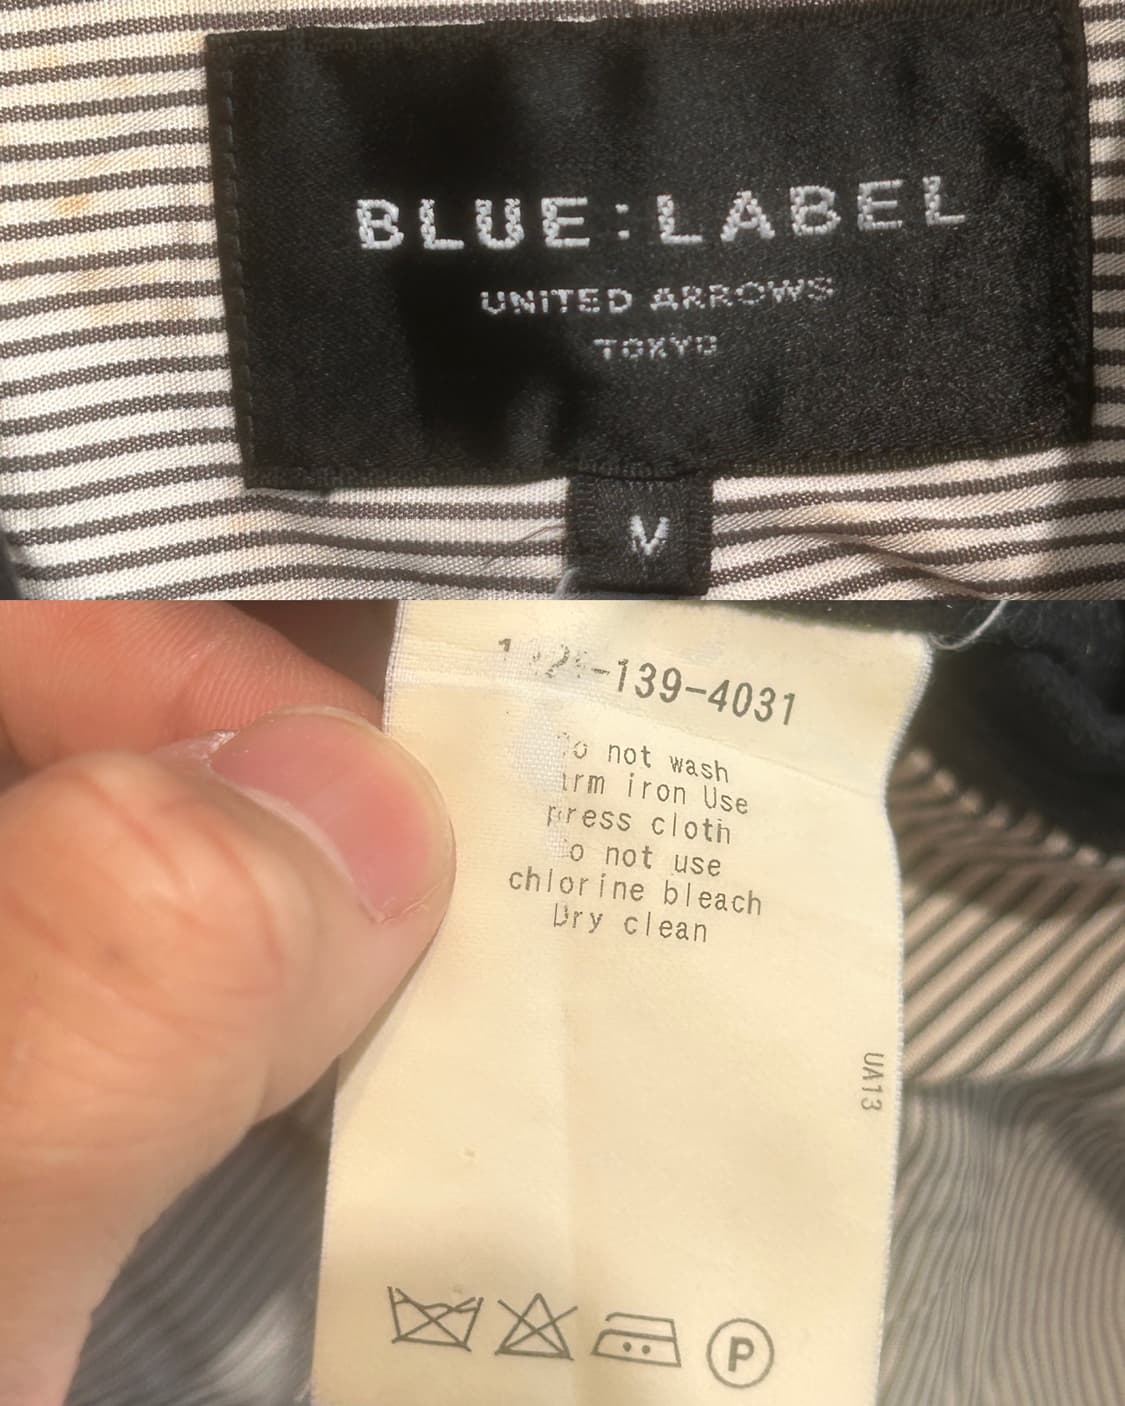 BLUE:LABEL
UNITED ARROWS
TOKYO
M
-139-4031
not wash
iron Use
press cloth
not use
chlorine bleach
Dry clean
UA13
P